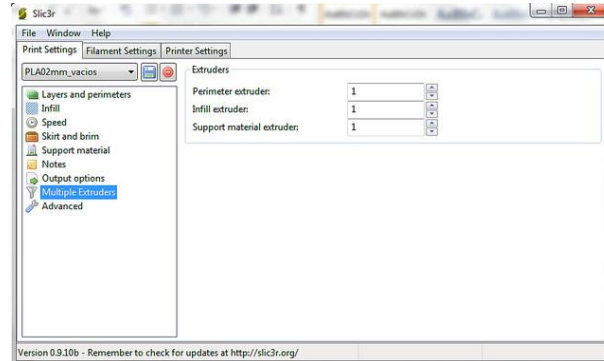 Slic3r
File Window Help
Print Settings Filament Settings Printer Settings
PLA02mm_vacios
Layers and perimeters
Infill
Speed
Skirt and brim
Support material
Notes
Output options
Multiple Extruders
Advanced
Extruders
Perimeter extruder: 1
Infill extruder: 1
Support material extruder: 1
Version 0.9.10b - Remember to check for updates at http://slic3r.org/